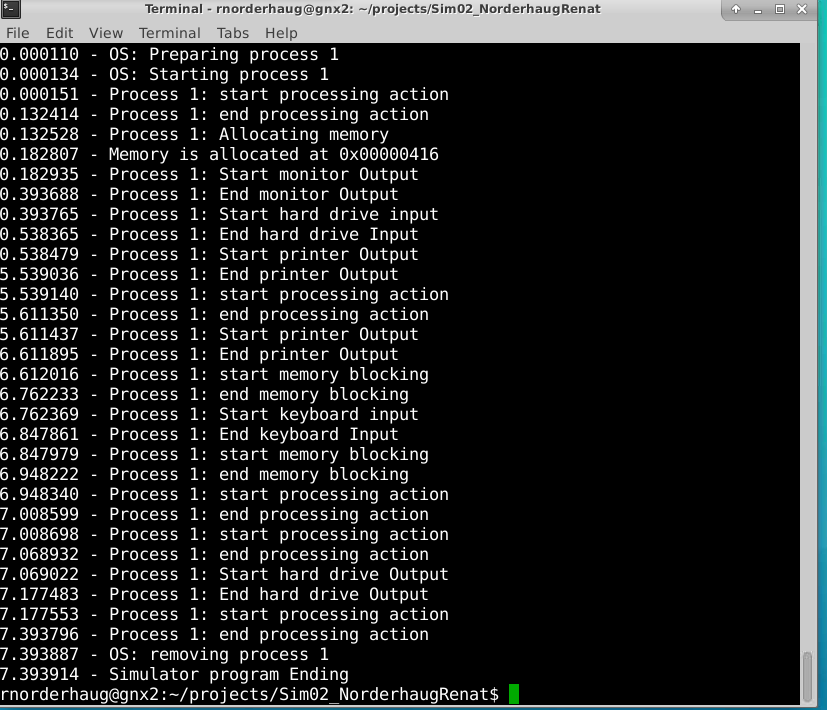 Terminal - rnorderhaug@gnx2: ~/projects/Sim02_NorderhaugRenat
File Edit View Terminal Tabs Help
0.000110 - OS: Preparing process 1
0.000134 - OS: Starting process 1
0.000151 - Process 1: start processing action
0.132414 - Process 1: end processing action
0.132528 - Process 1: Allocating memory
0.182807 - Memory is allocated at 0x00000416
0.182935 - Process 1: Start monitor Output
0.393688 - Process 1: End monitor Output
0.393765 - Process 1: Start hard drive input
0.538365 - Process 1: End hard drive Input
0.538479 - Process 1: Start printer Output
5.539036 - Process 1: End printer Output
5.539140 - Process 1: start processing action
5.611350 - Process 1: end processing action
5.611437 - Process 1: Start printer Output
6.611895 - Process 1: End printer Output
6.612016 - Process 1: start memory blocking
6.762233 - Process 1: end memory blocking
6.762369 - Process 1: Start keyboard input
6.847861 - Process 1: End keyboard Input
6.847979 - Process 1: start memory blocking
6.948222 - Process 1: end memory blocking
6.948340 - Process 1: start processing action
7.008599 - Process 1: end processing action
7.008698 - Process 1: start processing action
7.068932 - Process 1: end processing action
7.069022 - Process 1: Start hard drive Output
7.177483 - Process 1: End hard drive Output
7.177553 - Process 1: start processing action
7.393796 - Process 1: end processing action
7.393887 - OS: removing process 1
7.393914 - Simulator program Ending
rnorderhaug@gnx2:~/projects/Sim02_NorderhaugRenat$